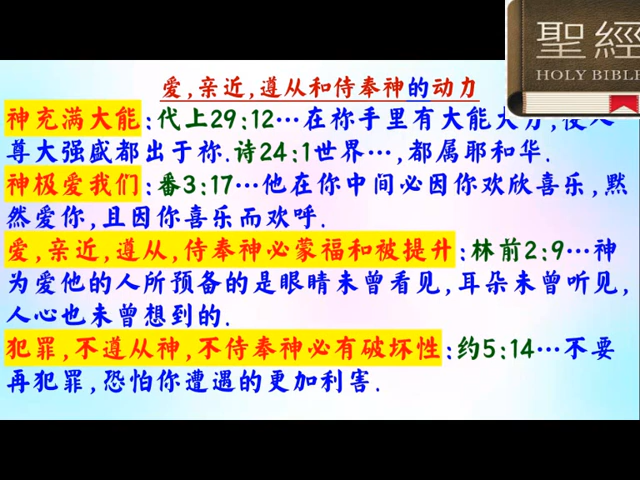 聖經
HOLY BIBLE
爱,亲近,遵从和侍奉神的动力
神充满大能:代上29:12…在祢手里有大能大力,使人
尊大强盛都出于祢.诗24:1世界…,都属耶和华.
神极爱我们:番3:17…他在你中间必因你欢欣喜乐,默
然爱你,且因你喜乐而欢呼.
爱,亲近,遵从,侍奉神必蒙福和被提升:林前2:9…神
为爱他的人所预备的是眼睛未曾看见,耳朵未曾听见,
人心也未曾想到的.
犯罪,不遵从神,不侍奉神必有破坏性:约5:14…不要
再犯罪,恐怕你遭遇的更加利害.